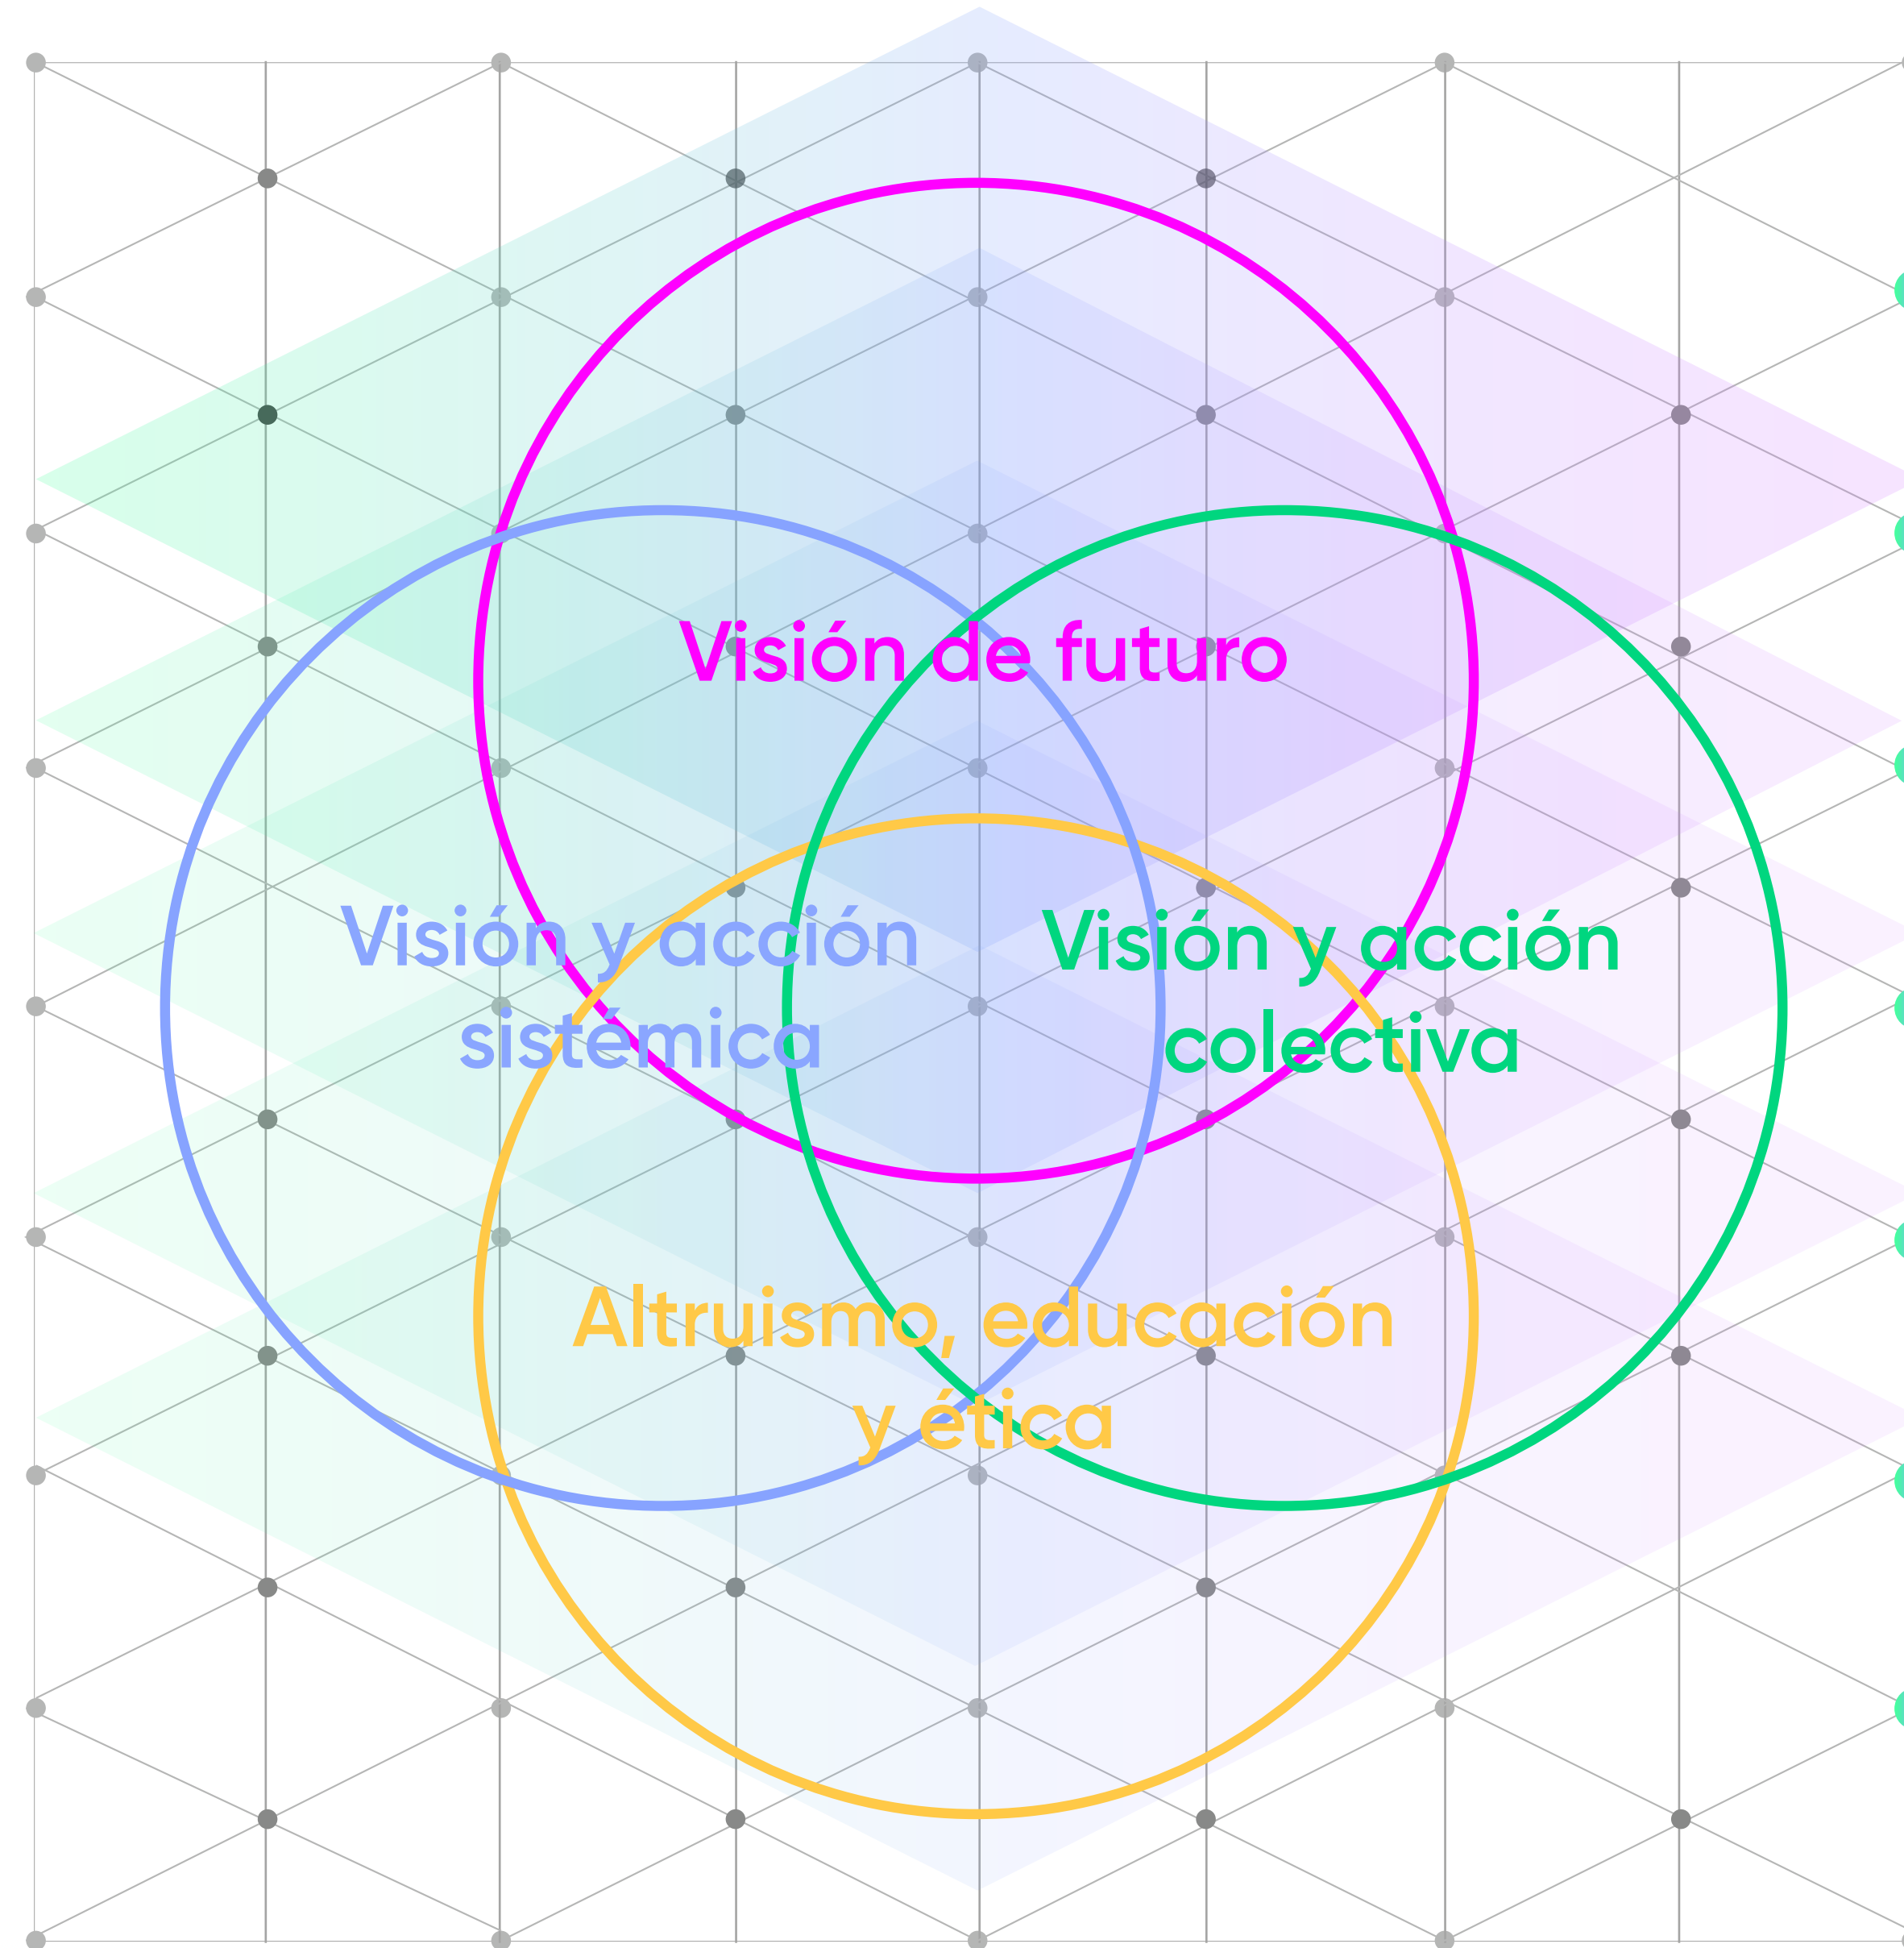 Visión de futuro
Visión y acción
sistémica
Visión y acción
colectiva
Altruismo, educación
y ética